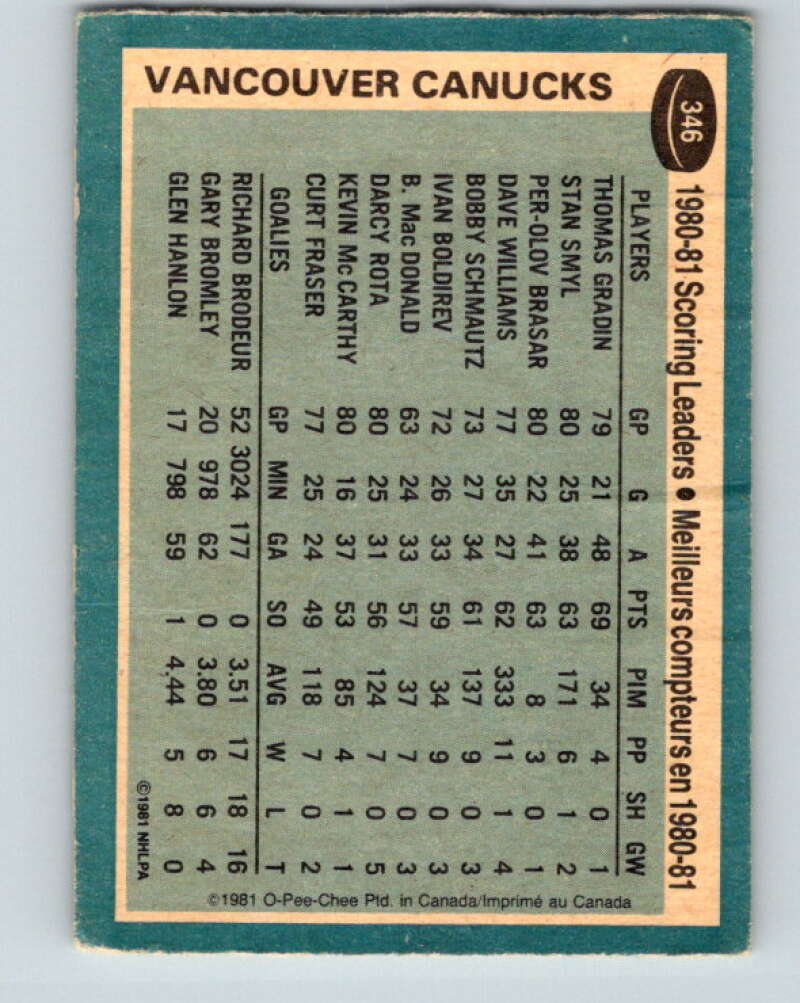 VANCOUVER CANUCKS
346
1980-81 Scoring Leaders • Meilleurs compteurs en 1980-81
PLAYERS GP G A PTS PIM PP SH GW
THOMAS GRADIN 79 21 48 69 34 4 0 1
STAN SMYL 80 25 38 63 171 6 1 2
PER-OLOV BRASAR 80 22 41 63 8 3 0 1
DAVE WILLIAMS 77 35 27 62 333 11 1 4
BOBBY SCHMAUTZ 73 27 34 61 137 9 0 3
IVAN BOLDIREV 72 26 33 59 34 9 0 3
B. Mac DONALD 63 24 33 57 37 7 0 3
DARCY ROTA 80 25 31 56 124 7 0 5
KEVIN Mc CARTHY 80 16 37 53 85 4 1 1
CURT FRASER 77 25 24 49 118 7 0 2
GOALIES GP MIN GA SO AVG W L T
RICHARD BRODEUR 52 3024 177 0 3.51 17 18 16
GARY BROMLEY 20 978 62 0 3.80 6 6 4
GLEN HANLON 17 798 59 1 4.44 5 8 0
©1981 NHLPA
©1981 O-Pee-Chee Ptd. in Canada/Imprimé au Canada